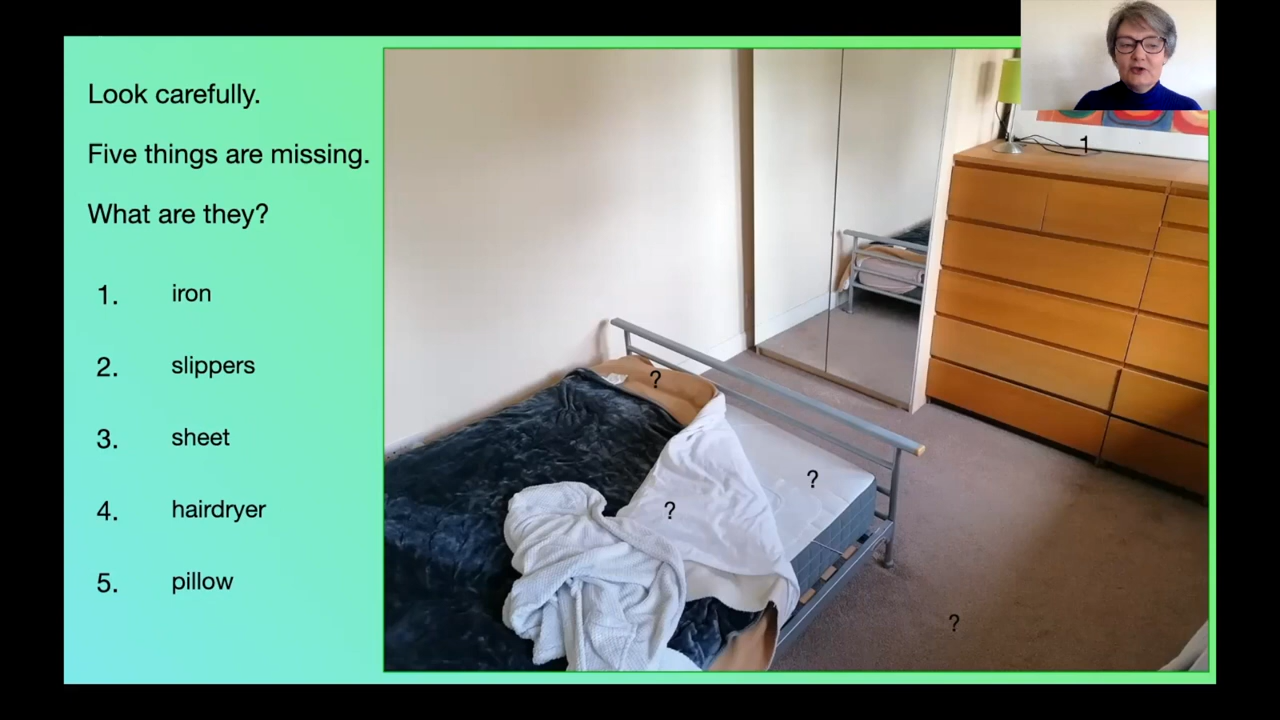 Look carefully.
Five things are missing.
What are they?
1. iron
2. slippers
3. sheet
4. hairdryer
5. pillow
1
?
?
?
?